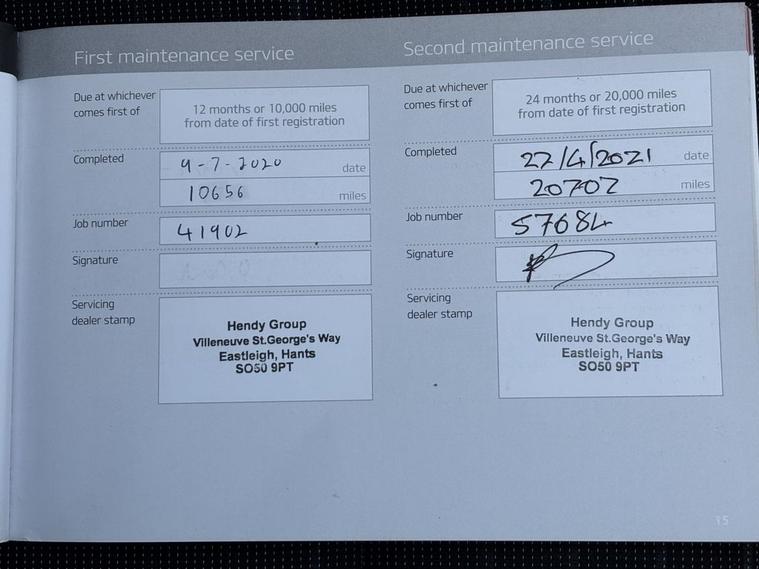 First maintenance service
Due at whichever
comes first of
12 months or 10,000 miles
from date of first registration
Completed
9-7-2020 date
10656 miles
Job number
41902
Signature
Servicing
dealer stamp
Hendy Group
Villeneuve St.George's Way
Eastleigh, Hants
SO50 9PT
Second maintenance service
Due at whichever
comes first of
24 months or 20,000 miles
from date of first registration
Completed
22/4/2021 date
20702 miles
Job number
57684
Signature
Servicing
dealer stamp
Hendy Group
Villeneuve St.George's Way
Eastleigh, Hants
SO50 9PT
15